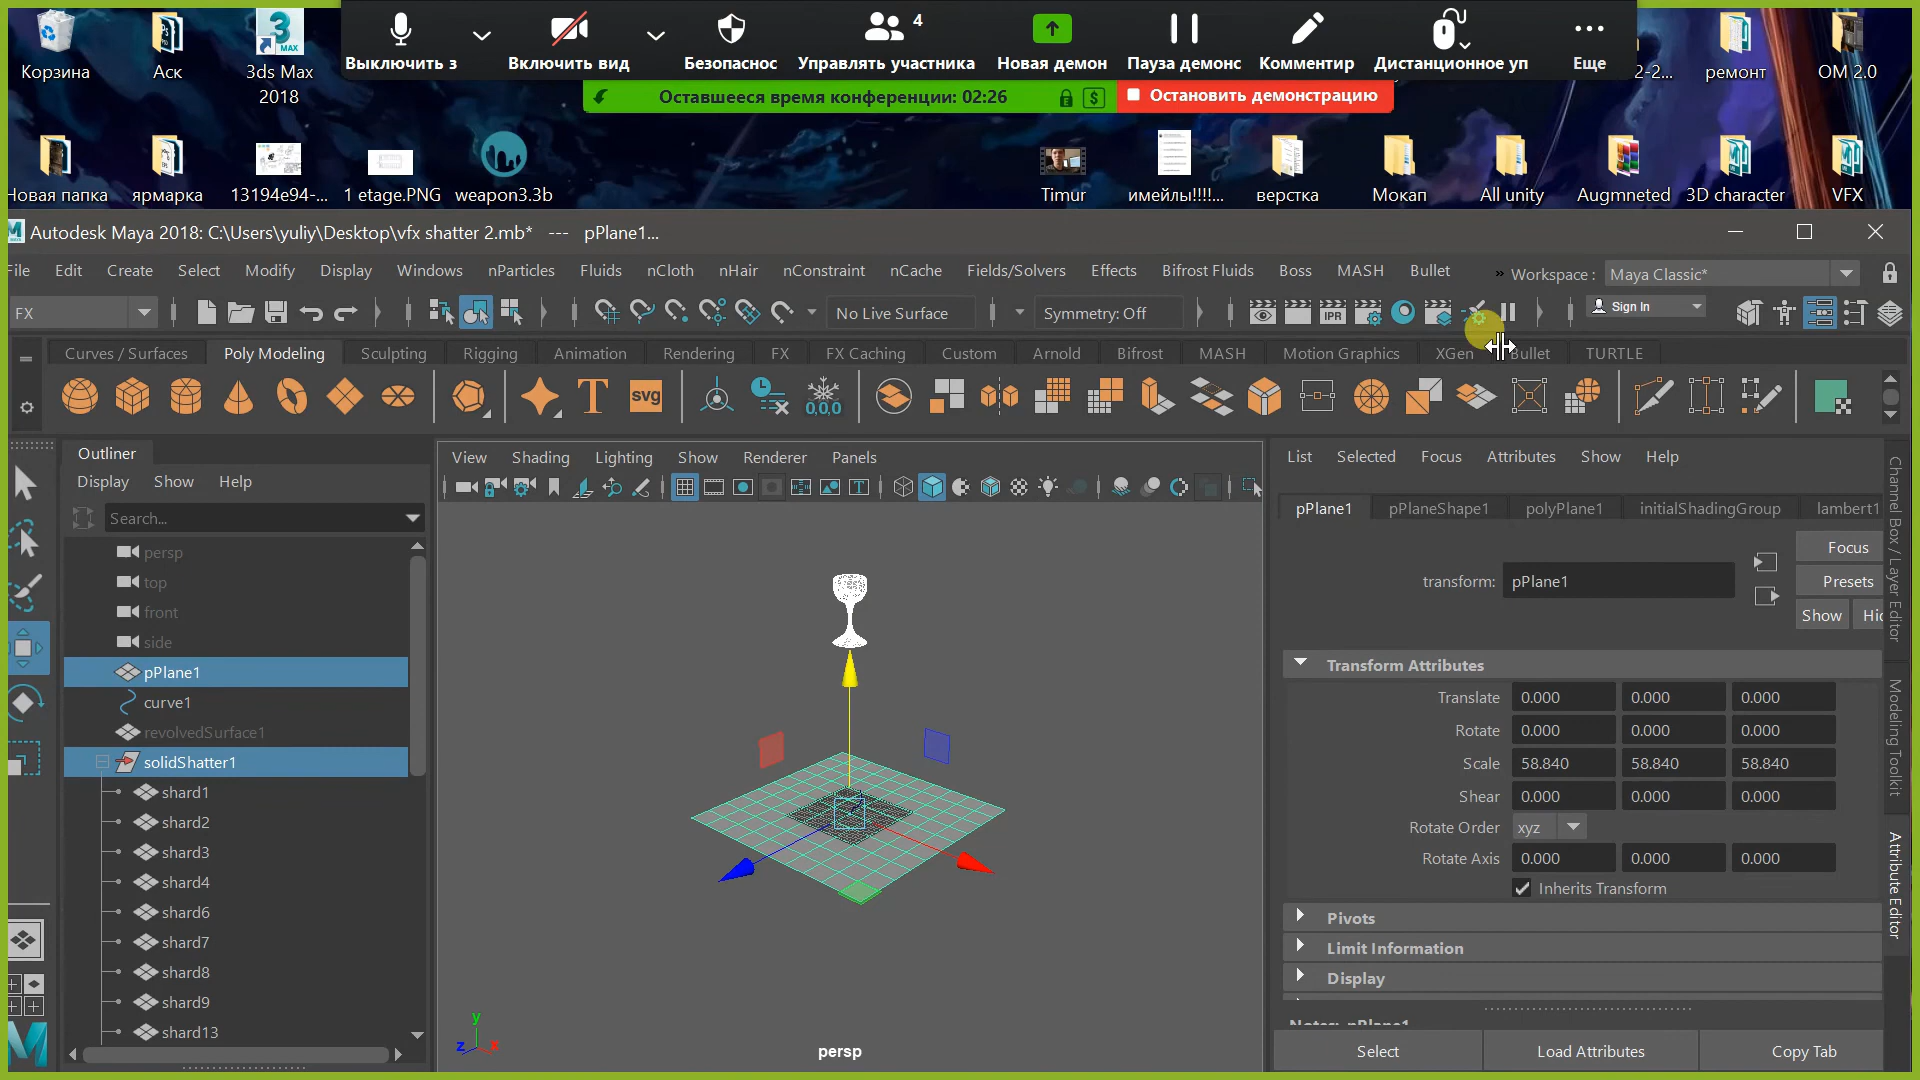 Выключить з
Включить вид
Безопаснос
4
Управлять участника
Новая демон
Пауза демонс
Комментир
Дистанционное уп
Еще
Оставшееся время конференции: 02:26
Остановить демонстрацию
Корзина
Аск
3ds Max
2018
2-2...
ремонт
ОМ 2.0
Новая папка
ярмарка
13194e94-...
1 etage.PNG
weapon3.3b
Timur
имейлы!!!!...
верстка
Мокап
All unity
Augmneted
3D character
VFX
Autodesk Maya 2018: C:\Users\yuliy\Desktop\vfx shatter 2.mb* --- pPlane1...
File Edit Create Select Modify Display Windows nParticles Fluids nCloth nHair nConstraint nCache Fields/Solvers Effects Bifrost Fluids Boss MASH Bullet
» Workspace : Maya Classic*
FX
No Live Surface
Symmetry: Off
IPR
Sign In
Curves / Surfaces Poly Modeling Sculpting Rigging Animation Rendering FX FX Caching Custom Arnold Bifrost MASH Motion Graphics XGen Bullet TURTLE
T
svg
0,0,0
Outliner
Display Show Help
Search...
persp
top
front
side
pPlane1
curve1
revolvedSurface1
solidShatter1
shard1
shard2
shard3
shard4
shard6
shard7
shard8
shard9
shard13
View Shading Lighting Show Renderer Panels
y
z x
persp
List Selected Focus Attributes Show Help
pPlane1 pPlaneShape1 polyPlane1 initialShadingGroup lambert1
transform: pPlane1
Focus
Presets
Show Hic
Transform Attributes
Translate 0.000 0.000 0.000
Rotate 0.000 0.000 0.000
Scale 58.840 58.840 58.840
Shear 0.000 0.000 0.000
Rotate Order xyz
Rotate Axis 0.000 0.000 0.000
Inherits Transform
Pivots
Limit Information
Display
Notes: pPlane1
Select Load Attributes Copy Tab
Channel Box / Layer Editor
Modeling Toolkit
Attribute Editor